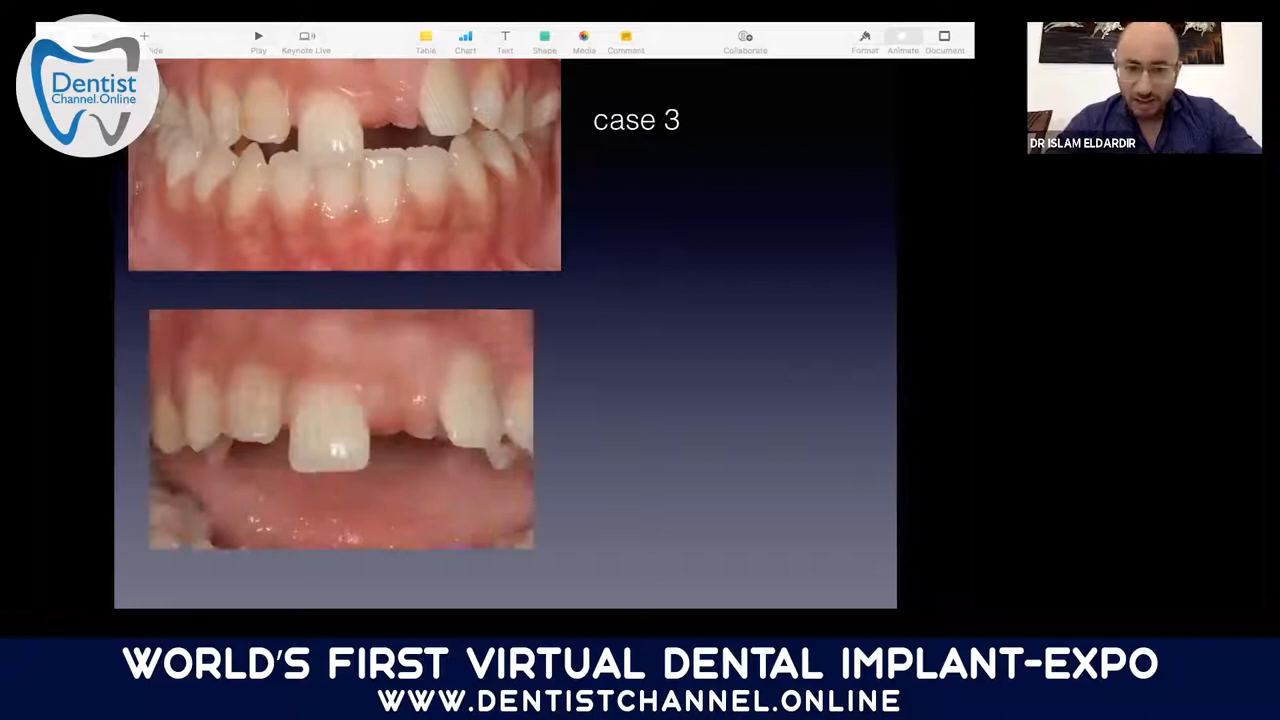 Dentist
Channel.Online
Slide
Play
Keynote Live
Table
Chart
Text
Shape
Media
Comment
Collaborate
Format
Animate
Document
case 3
DR ISLAM ELDARDIR
WORLD'S FIRST VIRTUAL DENTAL IMPLANT-EXPO
WWW.DENTISTCHANNEL.ONLINE